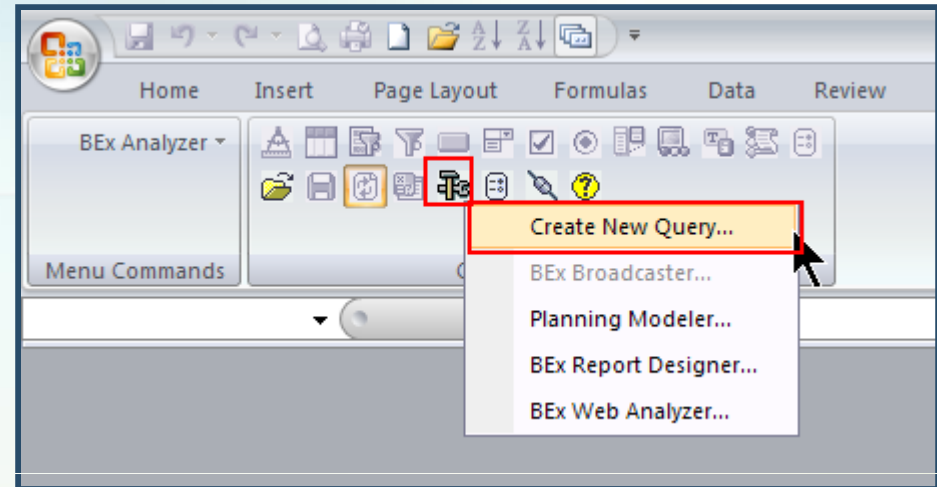 Home Insert Page Layout Formulas Data Review
BEx Analyzer
Create New Query...
Menu Commands
BEx Broadcaster...
Planning Modeler...
BEx Report Designer...
BEx Web Analyzer...